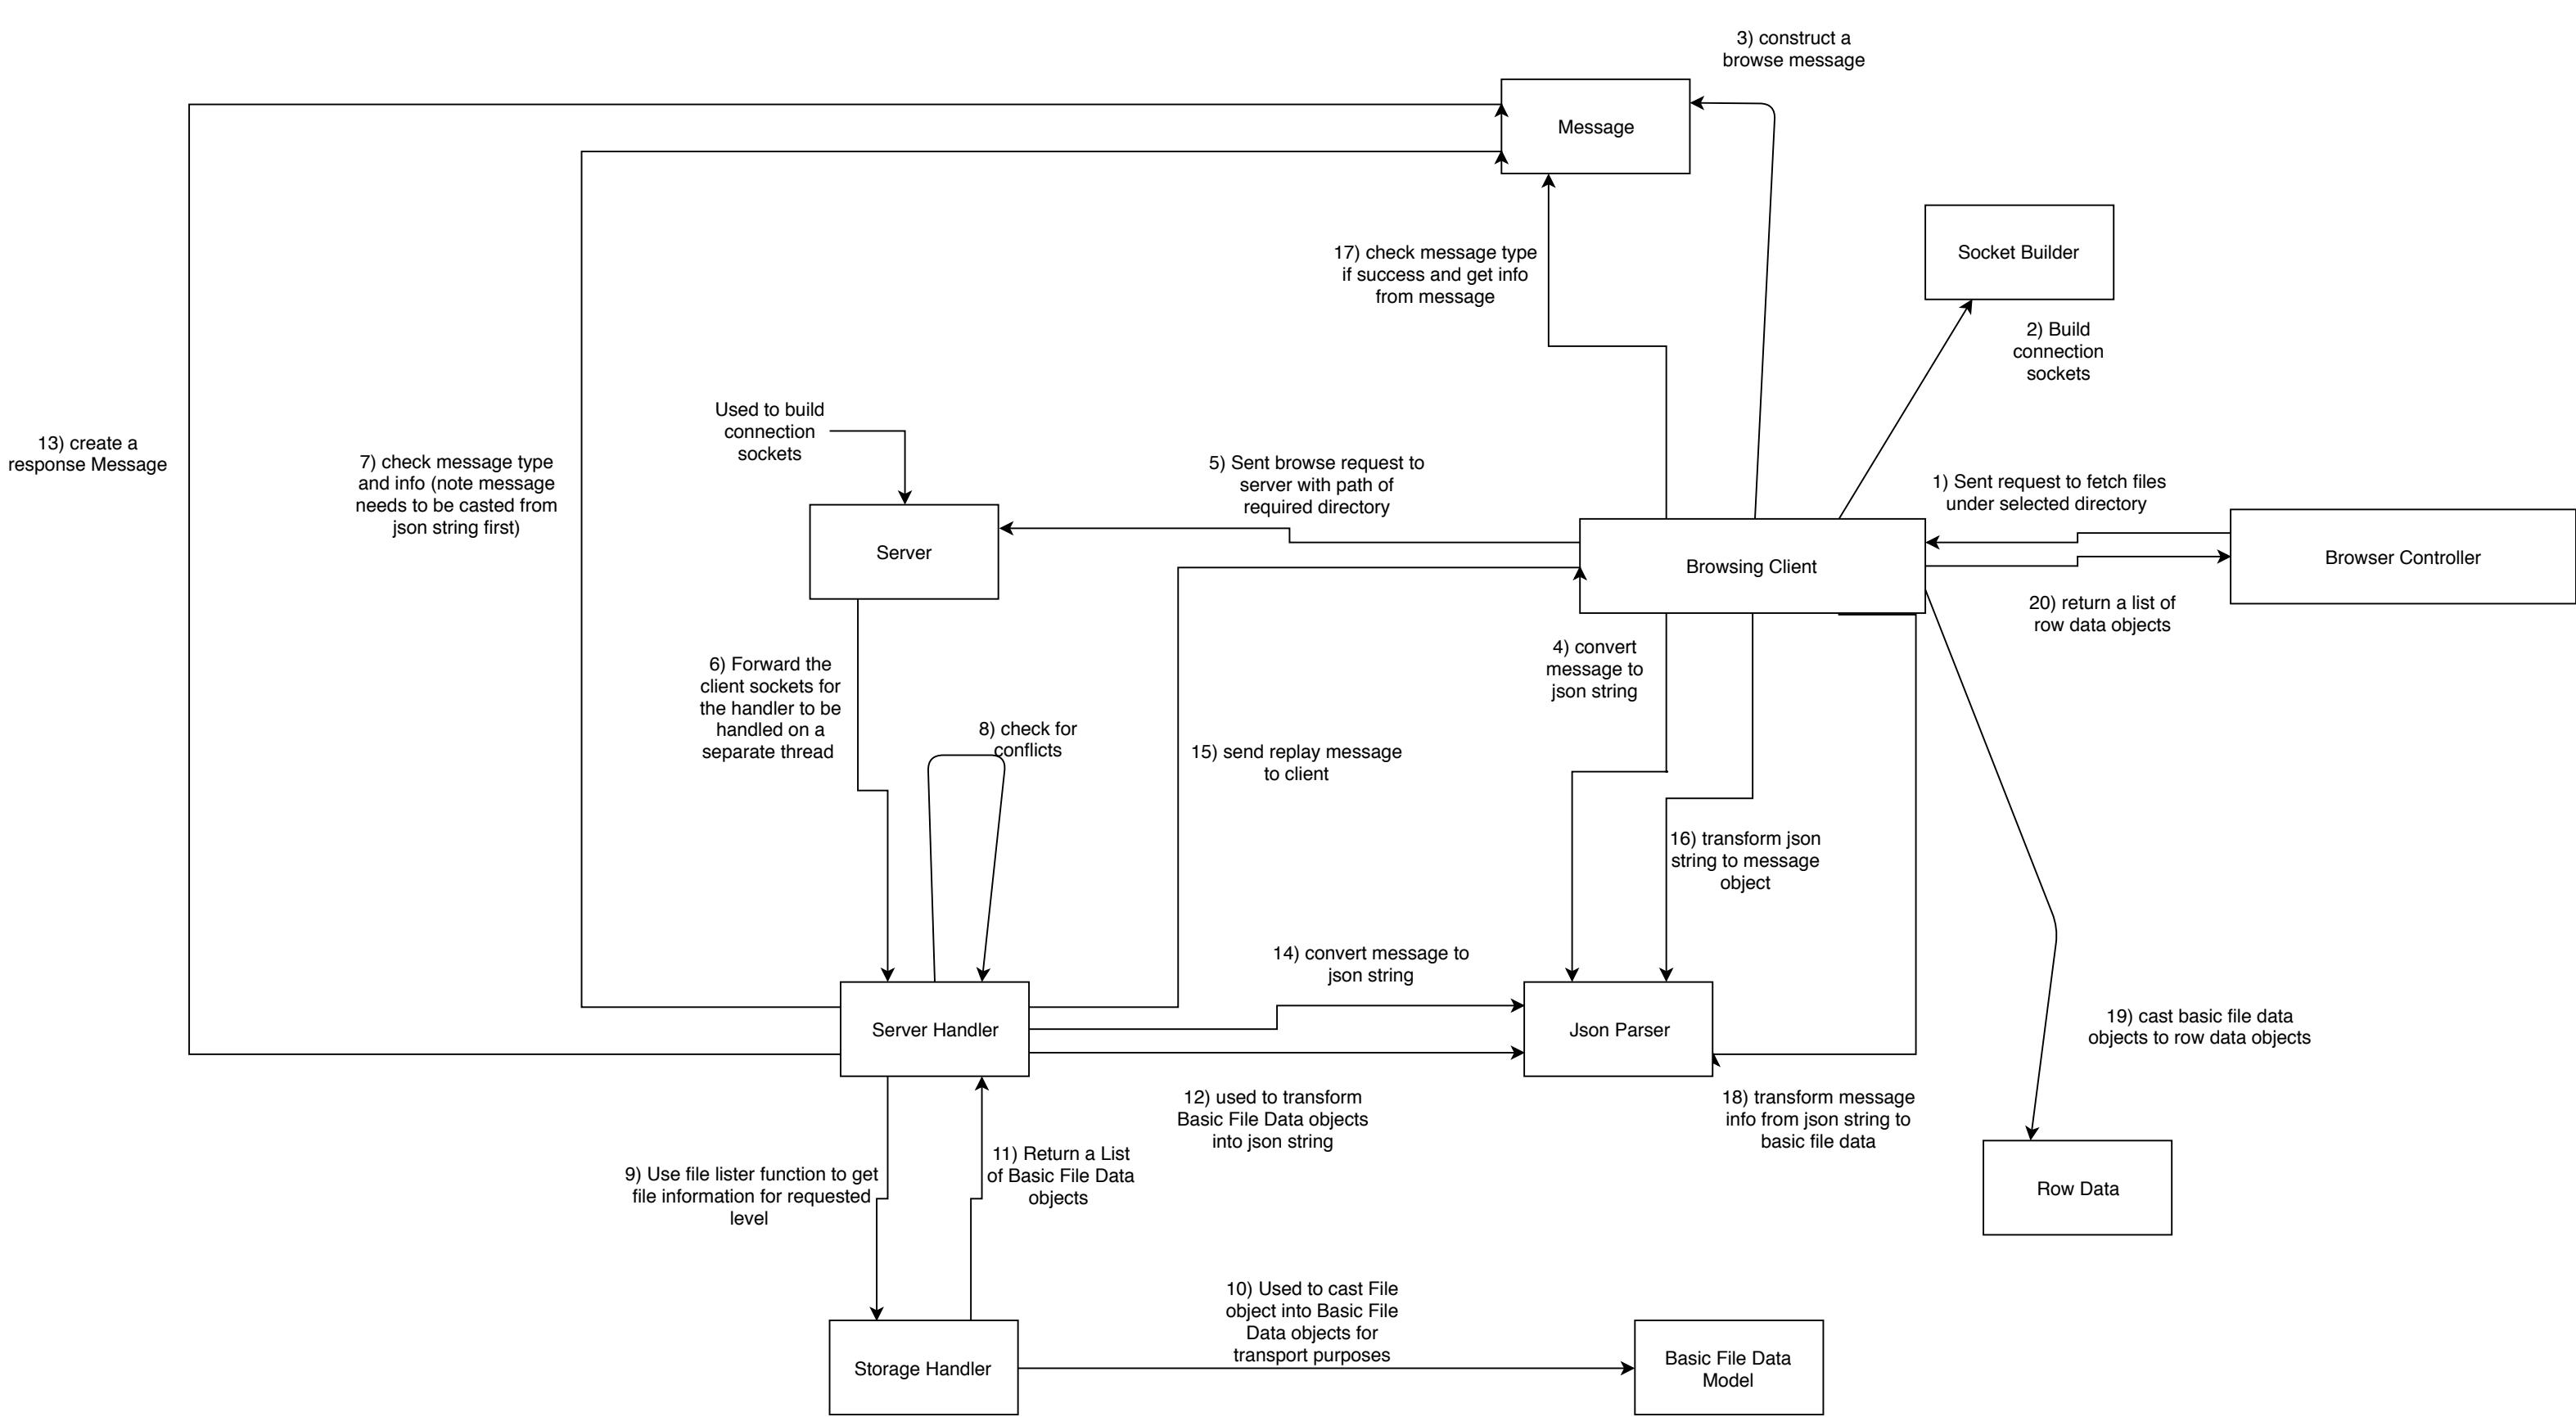 3) construct a
browse message
Message
Socket Builder
17) check message type
if success and get info
from message
2) Build
connection
sockets
Used to build
connection
sockets
13) create a
response Message
7) check message type
and info (note message
needs to be casted from
json string first)
5) Sent browse request to
server with path of
required directory
1) Sent request to fetch files
under selected directory
Server
Browsing Client
Browser Controller
20) return a list of
row data objects
4) convert
message to
json string
6) Forward the
client sockets for
the handler to be
handled on a
separate thread
8) check for
conflicts
15) send replay message
to client
16) transform json
string to message
object
14) convert message to
json string
Server Handler
Json Parser
19) cast basic file data
objects to row data objects
12) used to transform
Basic File Data objects
into json string
18) transform message
info from json string to
basic file data
11) Return a List
of Basic File Data
objects
9) Use file lister function to get
file information for requested
level
Row Data
10) Used to cast File
object into Basic File
Data objects for
transport purposes
Storage Handler
Basic File Data
Model